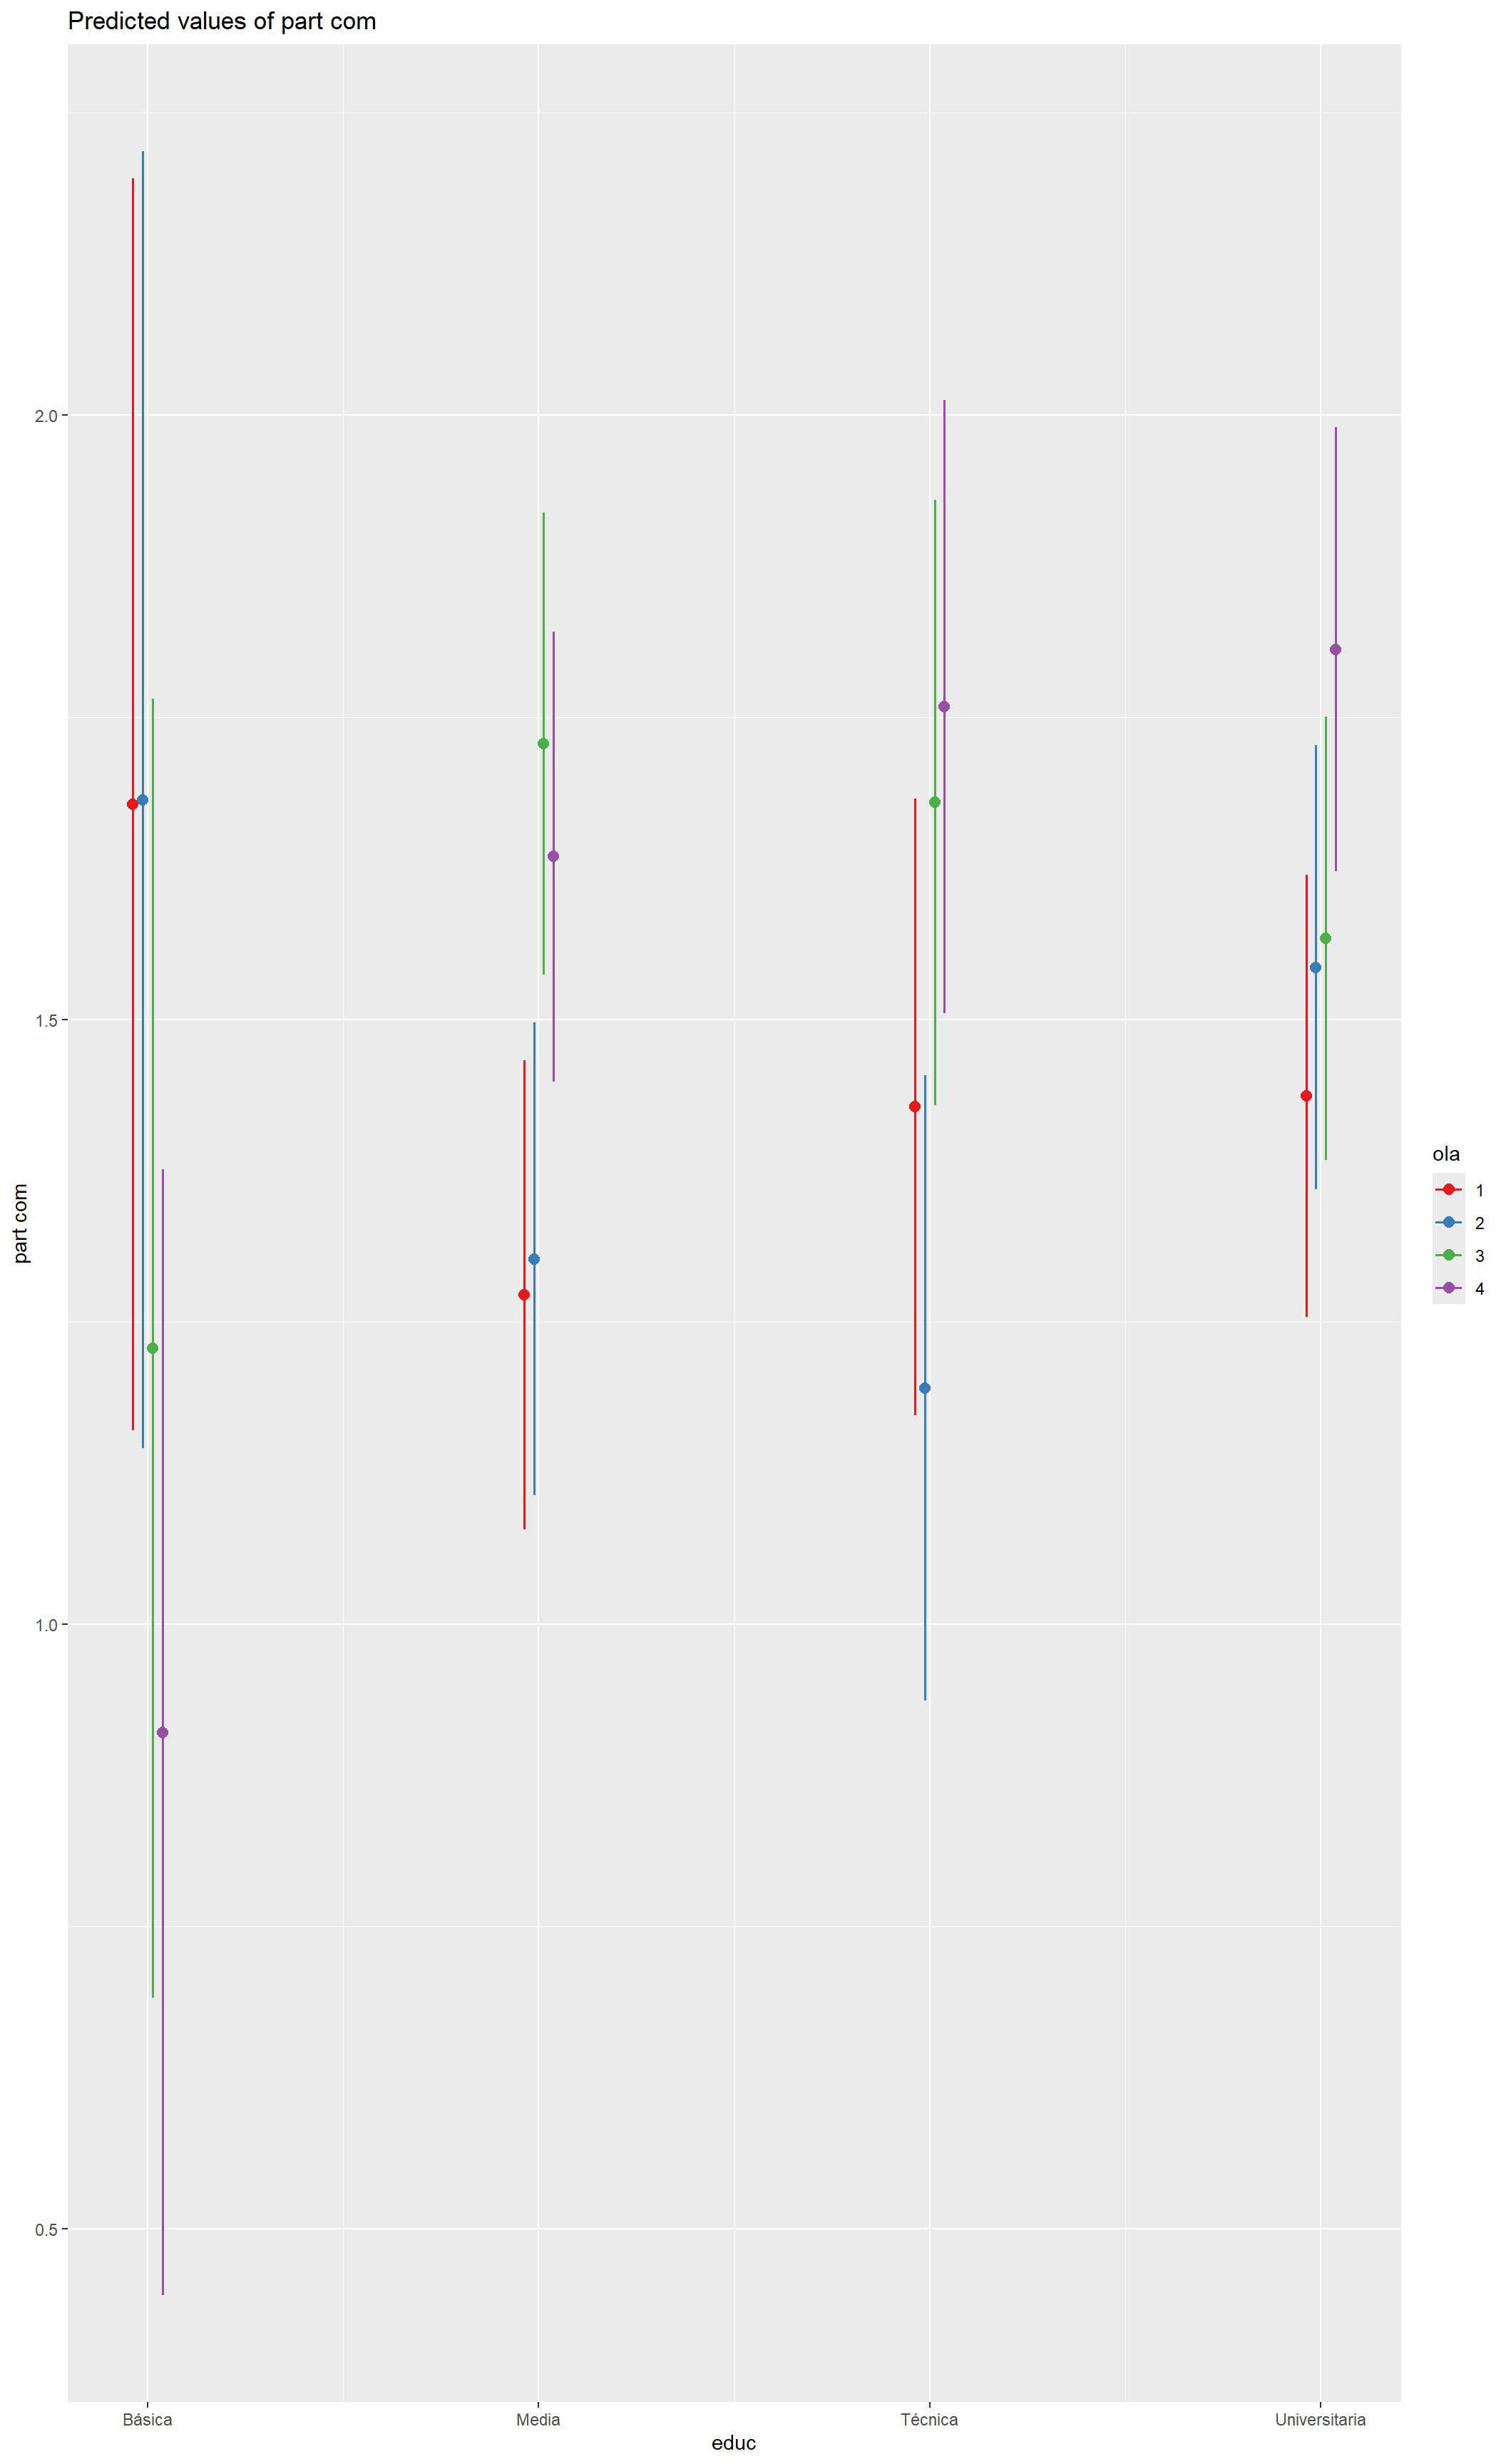 Predicted values of part com
2.0
1.5
1.0
0.5
part com
Básica
Media
Técnica
Universitaria
educ
ola
1
2
3
4